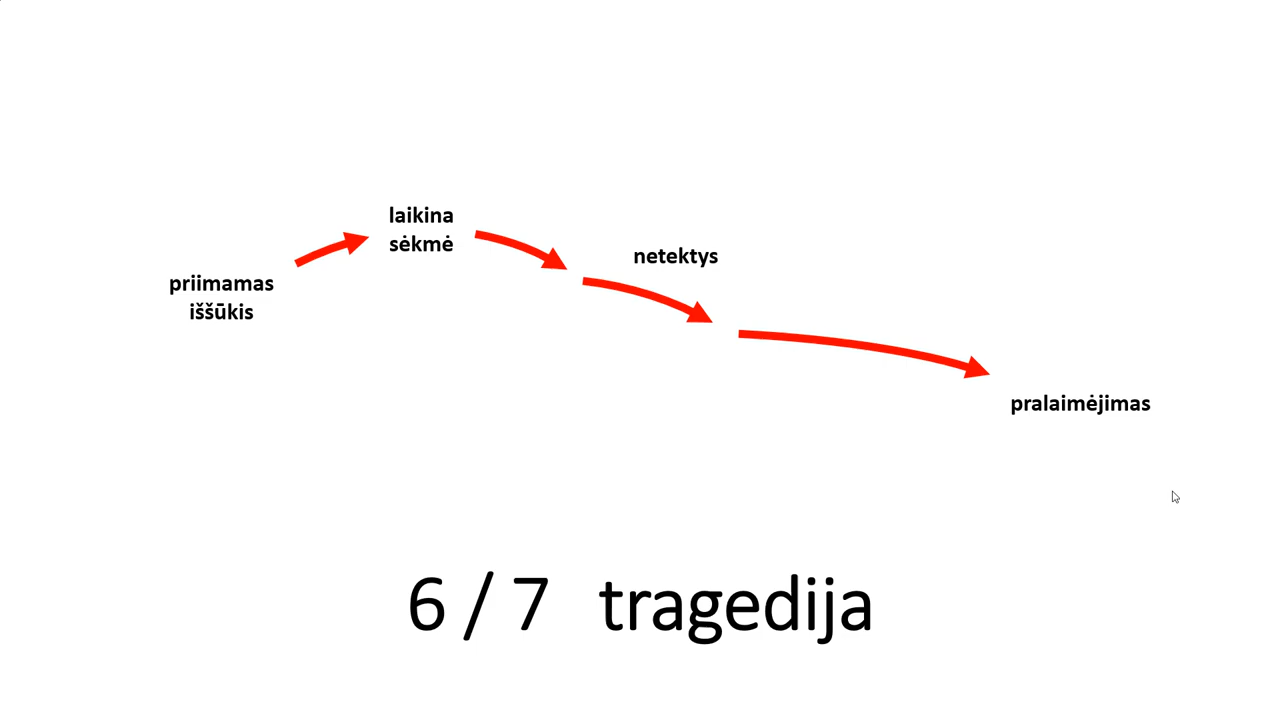 priimamas
iššūkis
laikina
sėkmė
netektys
pralaimėjimas
6 / 7 tragedija